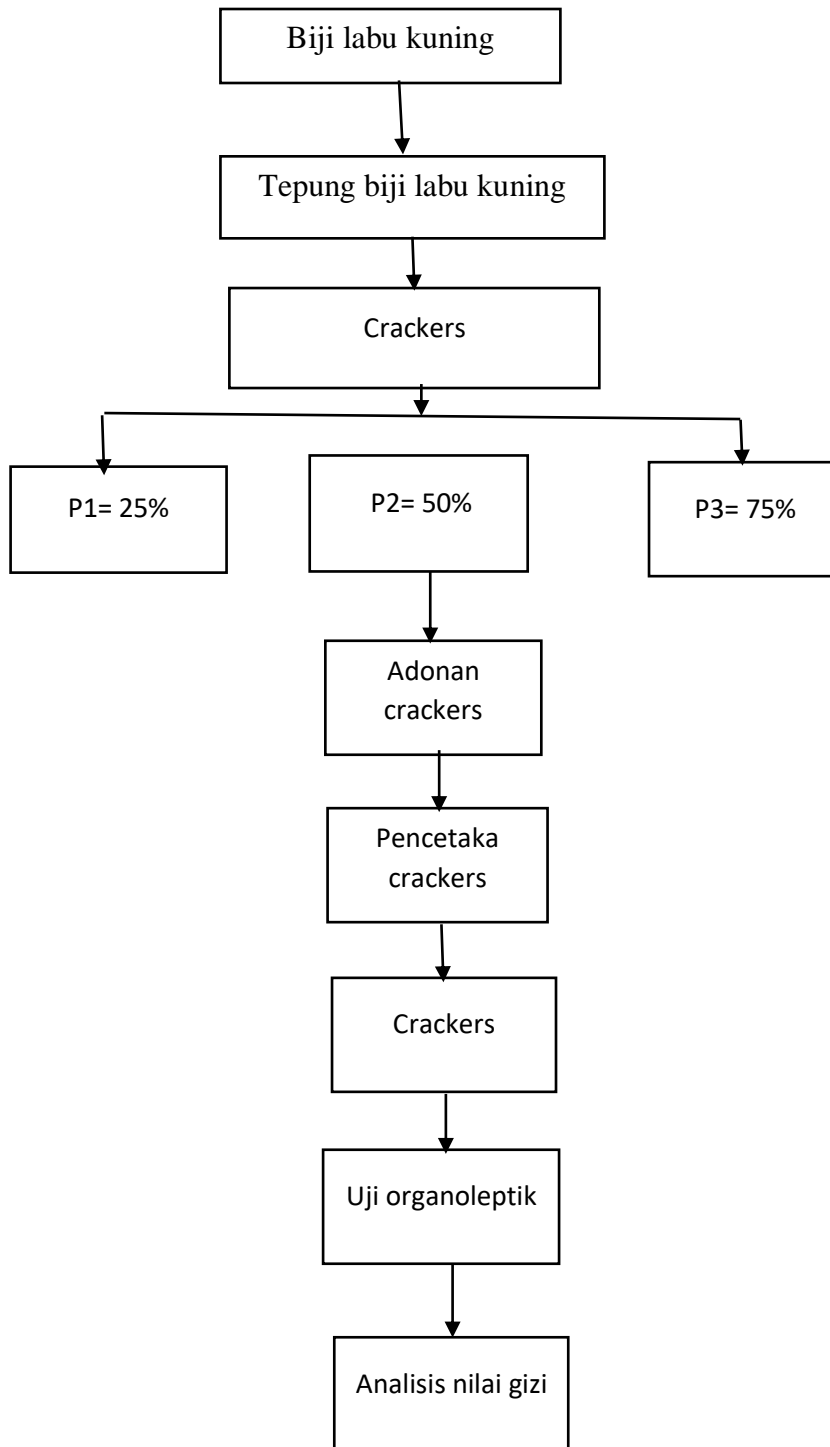 Biji labu kuning
Tepung biji labu kuning
Crackers
P1= 25%
P2= 50%
P3= 75%
Adonan
crackers
Pencetaka
crackers
Crackers
Uji organoleptik
Analisis nilai gizi